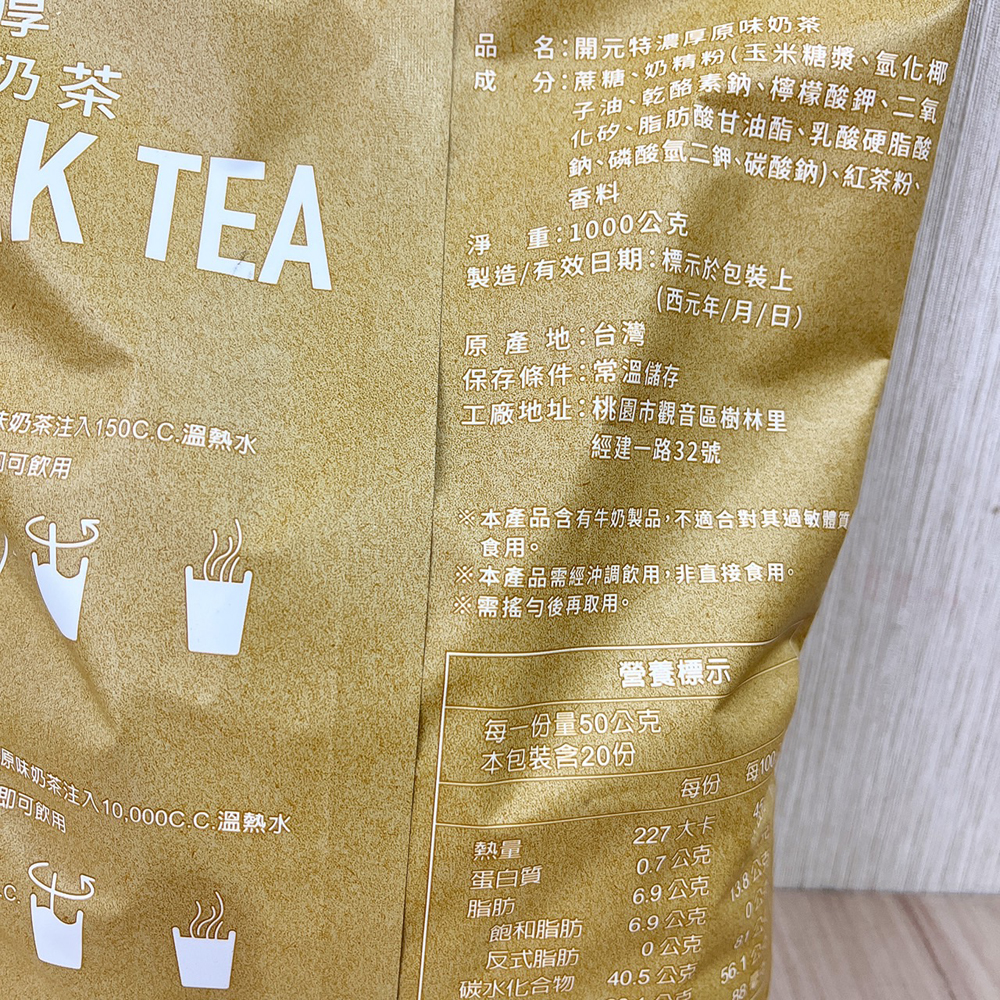 厚
奶茶
K TEA
味奶茶注入150C.C.溫熱水
即可飲用
原味奶茶注入10,000C.C.溫熱水
即可飲用
C.
品 名：開元特濃厚原味奶茶
成 分：蔗糖、奶精粉(玉米糖漿、氫化椰
子油、乾酪素鈉、檸檬酸鉀、二氧
化矽、脂肪酸甘油酯、乳酸硬脂酸
鈉、磷酸氫二鉀、碳酸鈉)、紅茶粉、
香料
淨 重：1000公克
製造/有效日期：標示於包裝上
(西元年/月/日)
原產地：台灣
保存條件：常溫儲存
工廠地址：桃園市觀音區樹林里
經建一路32號
※本產品含有牛奶製品，不適合對其過敏體質
食用。
※本產品需經沖調飲用，非直接食用。
※需搖勻後再取用。
營養標示
每一份量50公克
本包裝含20份
每份 每100
熱量 227大卡
蛋白質 0.7公克
脂肪 6.9公克 13.8公克
飽和脂肪 6.9公克
反式脂肪 0公克
碳水化合物 40.5公克